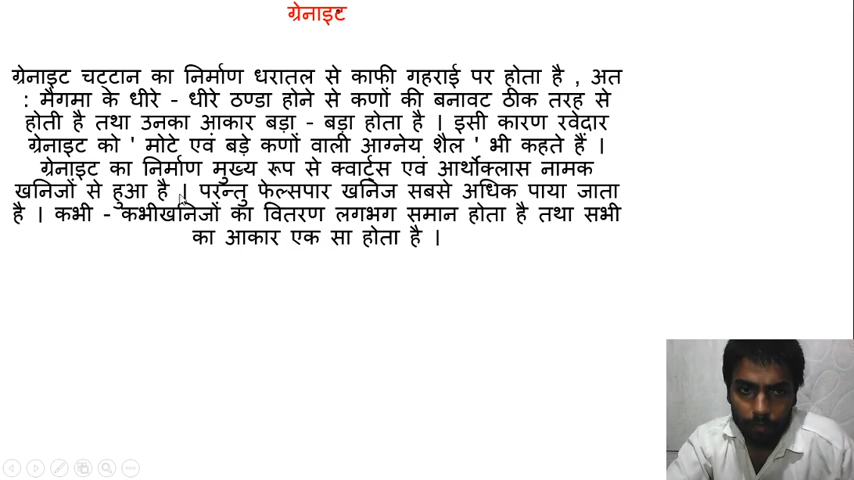 ग्रेनाइट
ग्रेनाइट चटटान का निर्माण धरातल से काफी गहराई पर होता है , अत
: मैगमा के धीरे - धीरे ठण्डा होने से कणों की बनावट ठीक तरह से
होती है तथा उनका आकार बड़ा - बड़ा होता है | इसी कारण रवेदार
ग्रेनाइट को ' मोटे एवं बड़े कणों वाली आग्नेय शैल ' भी कहते हैं |
ग्रेनाइट का निर्माण मुख्य रूप से क्वार्ट्स एवं आर्थोक्लास नामक
खनिजों से हुआ है | परन्तु फेल्सपार खनिज सबसे अधिक पाया जाता
है | कभी - कभीखनिजों का वितरण लगभग समान होता है तथा सभी
का आकार एक सा होता है |